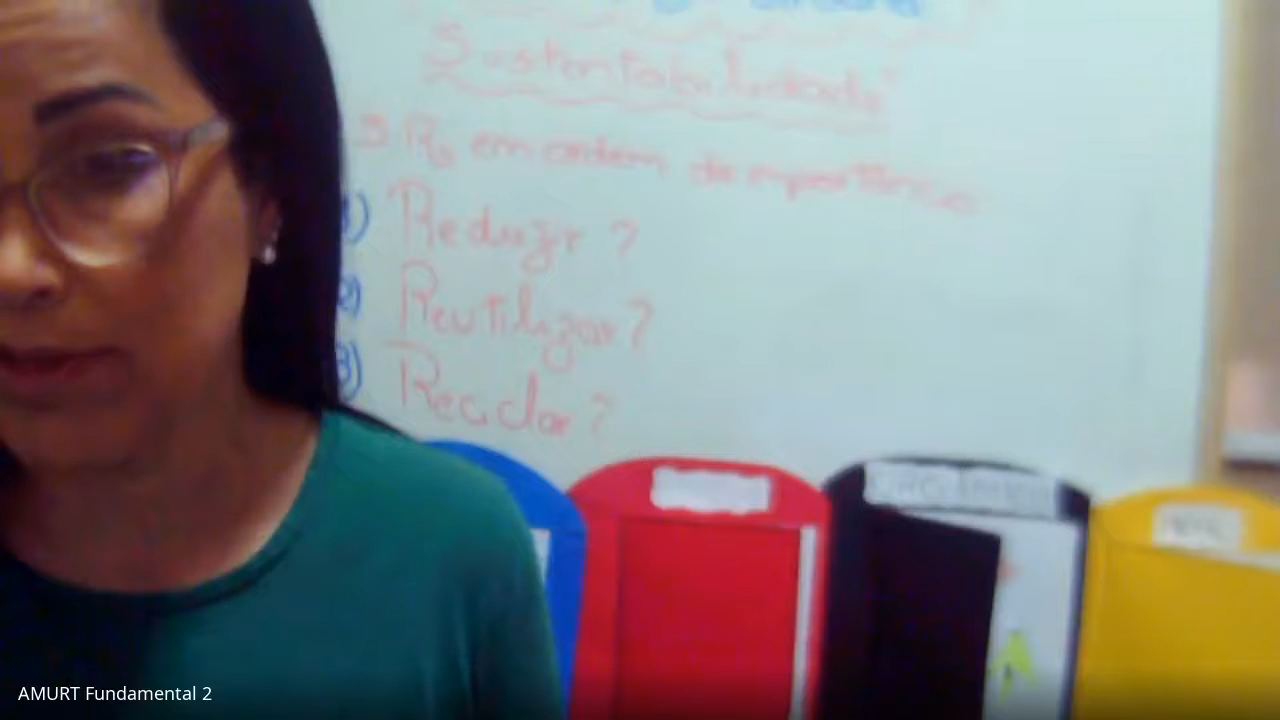 Sustentabilidade"
3 Rs em ordem de importância
1) Reduzir ?
2) Reutilizar ?
3) Reciclar ?
AMURT Fundamental 2